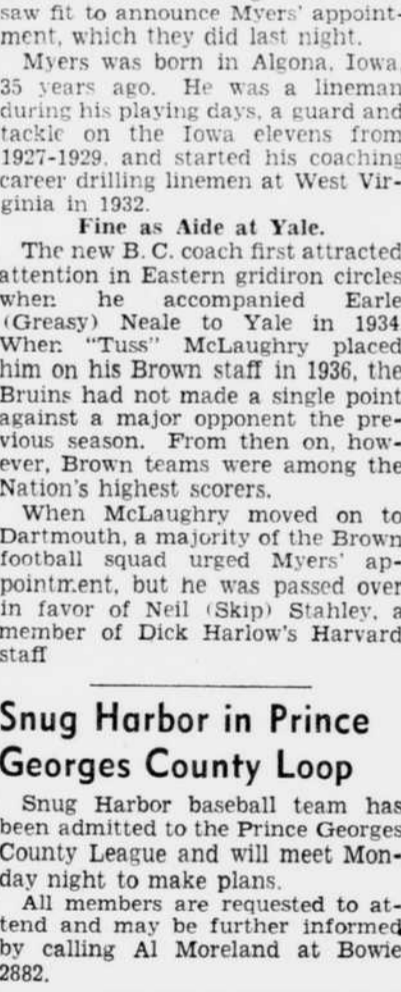 saw fit to announce Myers' appoint-
ment, which they did last night.
Myers was born in Algona, Iowa,
35 years ago. He was a lineman
during his playing days, a guard and
tackle on the Iowa elevens from
1927-1929, and started his coaching
career drilling linemen at West Vir-
ginia in 1932.
Fine as Aide at Yale.
The new B. C. coach first attracted
attention in Eastern gridiron circles
when he accompanied Earle
(Greasy) Neale to Yale in 1934
When "Tuss" McLaughry placed
him on his Brown staff in 1936, the
Bruins had not made a single point
against a major opponent the pre-
vious season. From then on, how-
ever, Brown teams were among the
Nation's highest scorers.
When McLaughry moved on to
Dartmouth, a majority of the Brown
football squad urged Myers' ap-
pointment, but he was passed over
in favor of Neil (Skip) Stahley, a
member of Dick Harlow's Harvard
staff
Snug Harbor in Prince
Georges County Loop
Snug Harbor baseball team has
been admitted to the Prince Georges
County League and will meet Mon-
day night to make plans.
All members are requested to at-
tend and may be further informed
by calling Al Moreland at Bowie
2882.